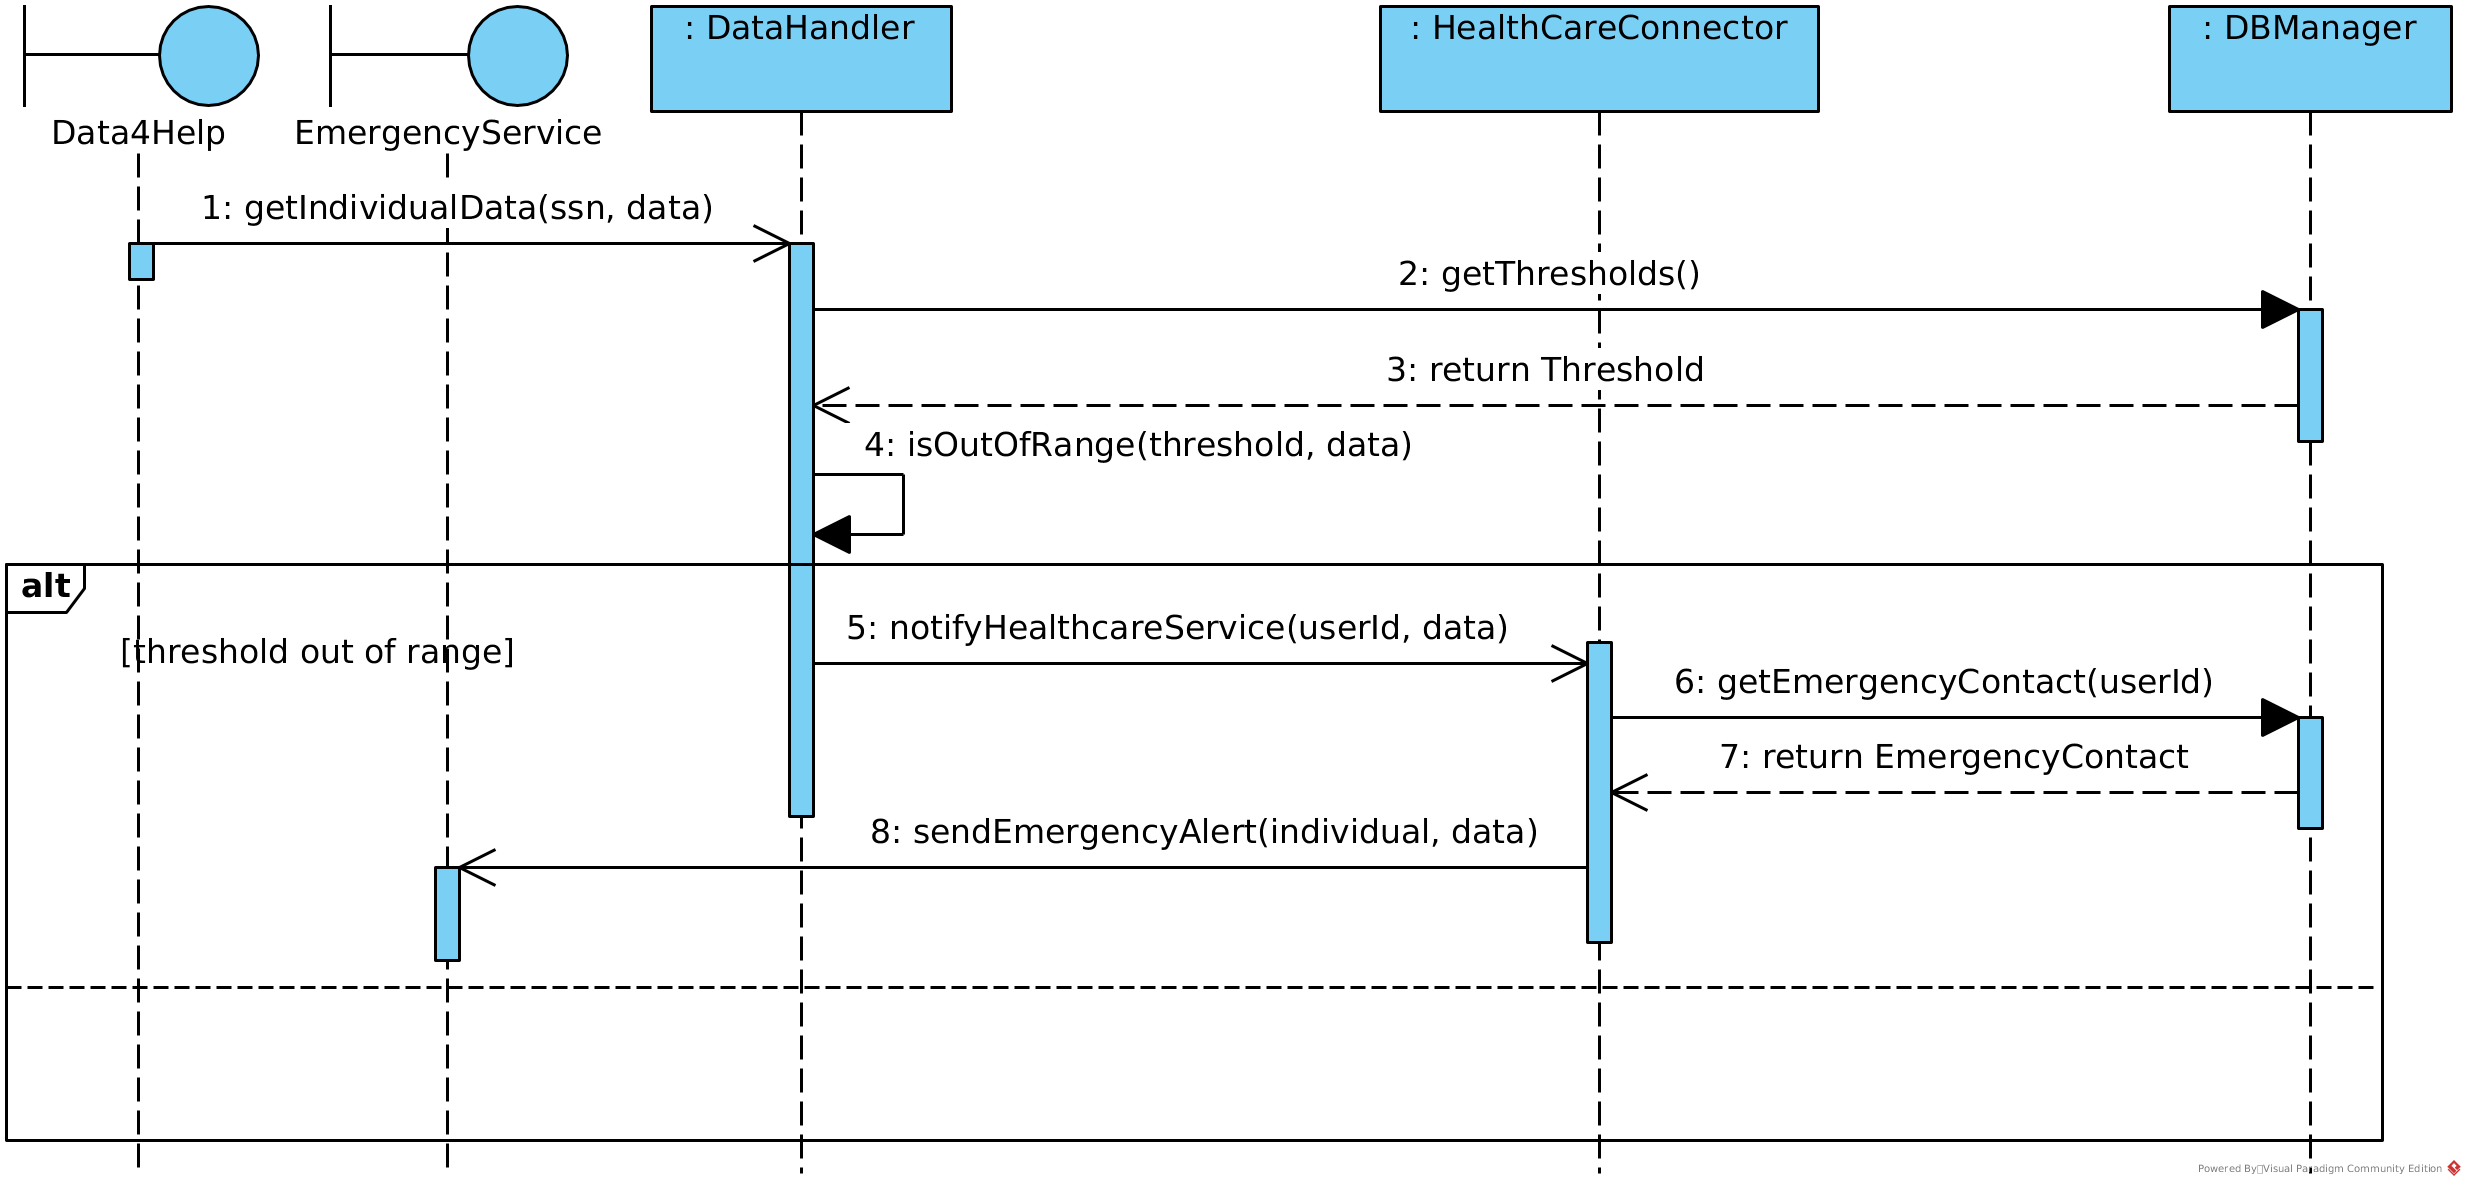 : DataHandler
: HealthCareConnector
: DBManager
Data4Help
EmergencyService
1: getIndividualData(ssn, data)
2: getThresholds()
3: return Threshold
4: isOutOfRange(threshold, data)
alt
5: notifyHealthcareService(userId, data)
[threshold out of range]
6: getEmergencyContact(userId)
7: return EmergencyContact
8: sendEmergencyAlert(individual, data)
Powered By Visual Paradigm Community Edition